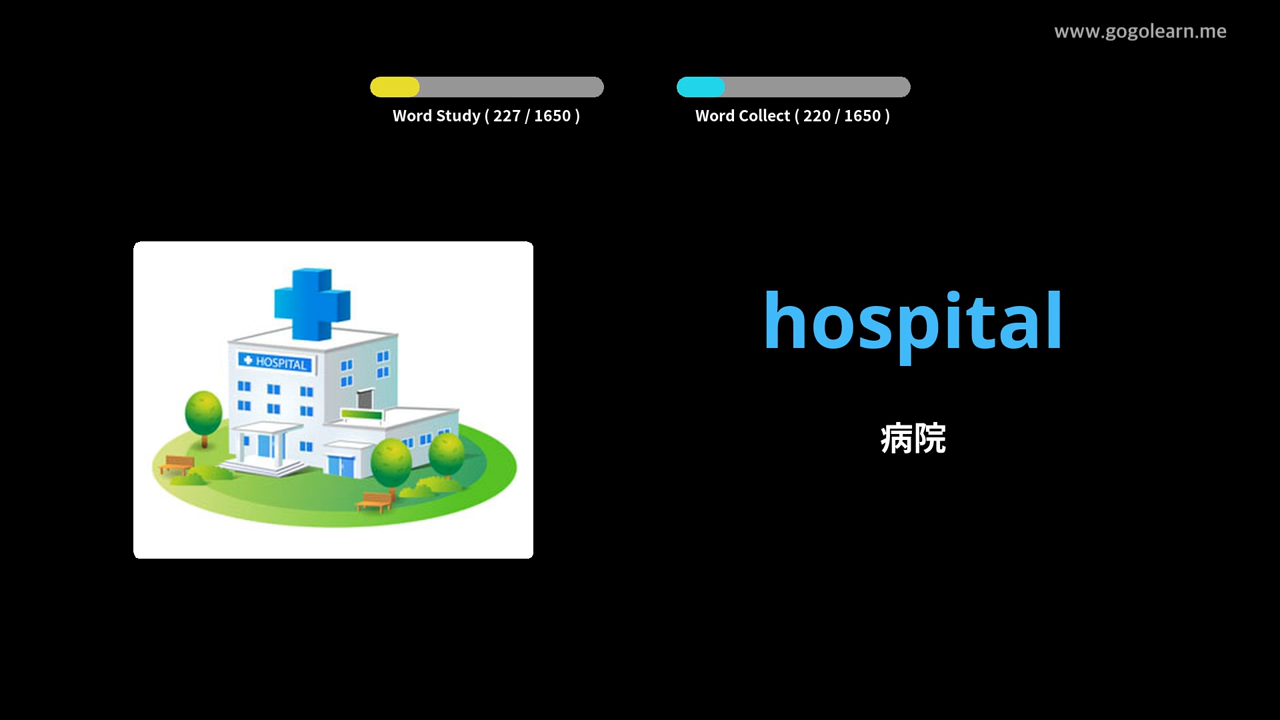 www.gogolearn.me
Word Study ( 227 / 1650 )
Word Collect ( 220 / 1650 )
HOSPITAL
hospital
病院